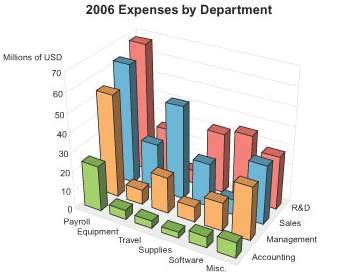 2006 Expenses by Department
Millions of USD
70
60
50
40
30
20
10
0
Payroll
Equipment
Travel
Supplies
Software
Misc.
R&D
Sales
Management
Accounting